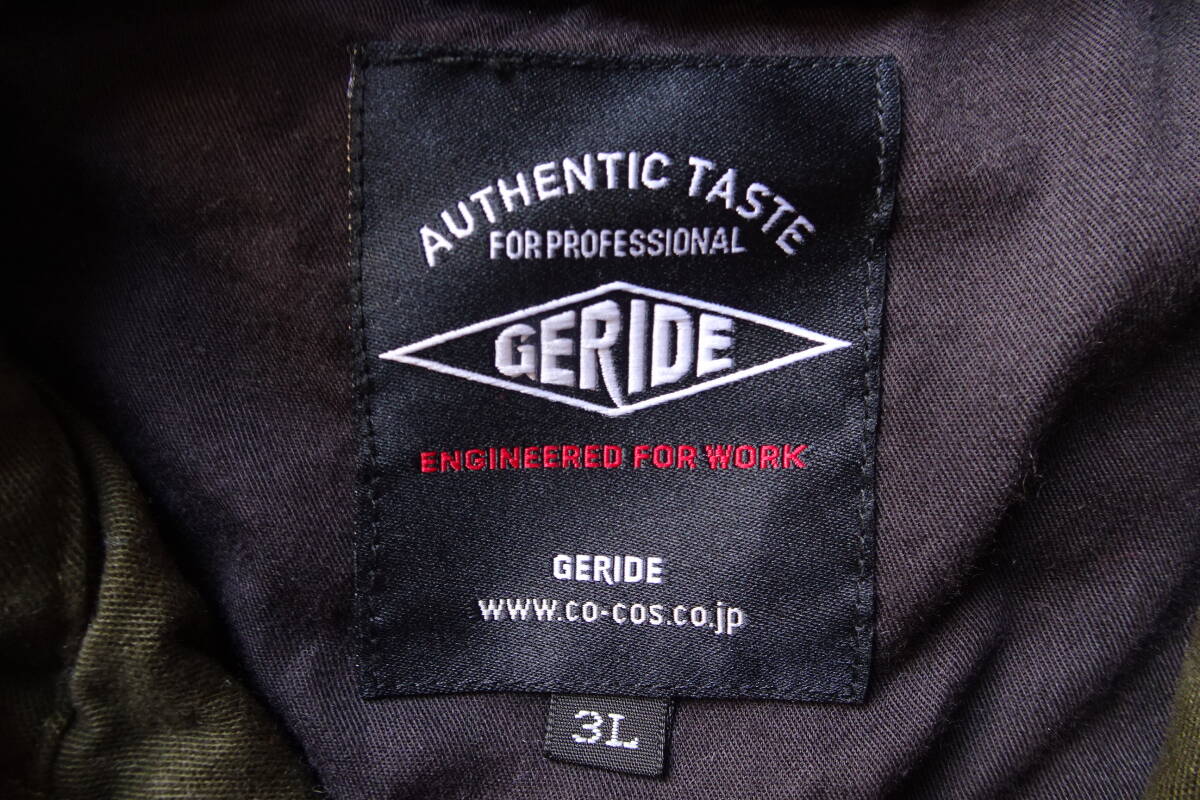 AUTHENTIC TASTE
FOR PROFESSIONAL
GERIDE
ENGINEERED FOR WORK
GERIDE
www.co-cos.co.jp
3L